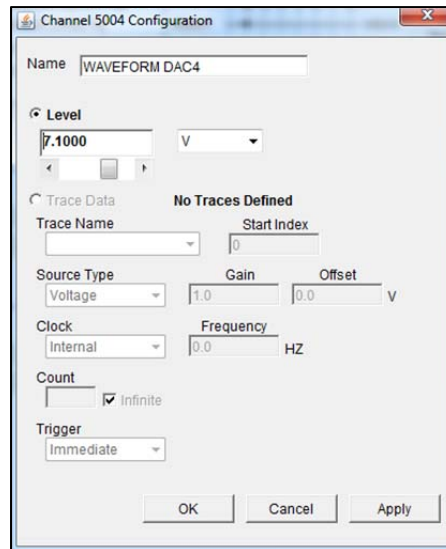 Channel 5004 Configuration
Name WAVEFORM DAC4
Level
7.1000 V
Trace Data No Traces Defined
Trace Name Start Index
0
Source Type Gain Offset
Voltage 1.0 0.0 V
Clock Frequency
Internal 0.0 HZ
Count
Infinite
Trigger
Immediate
OK Cancel Apply